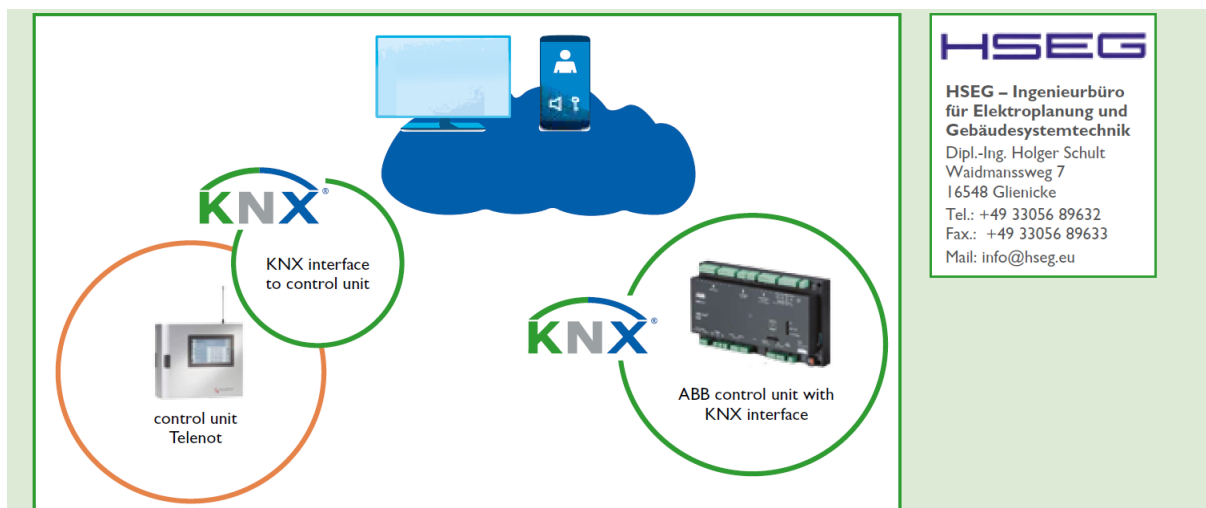 KNX®
KNX interface
to control unit
control unit
Telenot
KNX®
ABB control unit with
KNX interface
HSEG
HSEG – Ingenieurbüro
für Elektroplanung und
Gebäudesystemtechnik
Dipl.-Ing. Holger Schult
Waidmanssweg 7
16548 Glienicke
Tel.: +49 33056 89632
Fax.: +49 33056 89633
Mail: info@hseg.eu